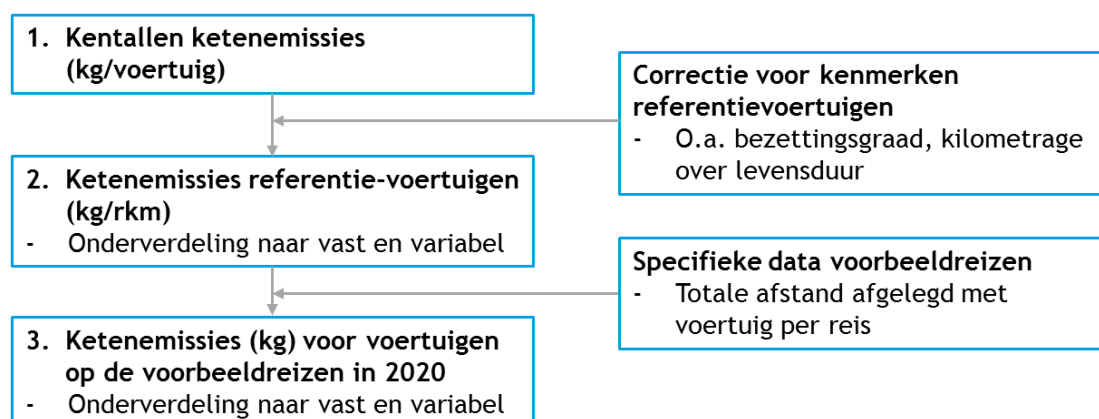 1. Kentallen ketenemissies
(kg/voertuig)
Correctie voor kenmerken
referentievoertuigen
- O.a. bezettingsgraad, kilometrage
over levensduur
2. Ketenemissies referentie-voertuigen
(kg/rkm)
- Onderverdeling naar vast en variabel
Specifieke data voorbeeldreizen
- Totale afstand afgelegd met
voertuig per reis
3. Ketenemissies (kg) voor voertuigen
op de voorbeeldreizen in 2020
- Onderverdeling naar vast en variabel